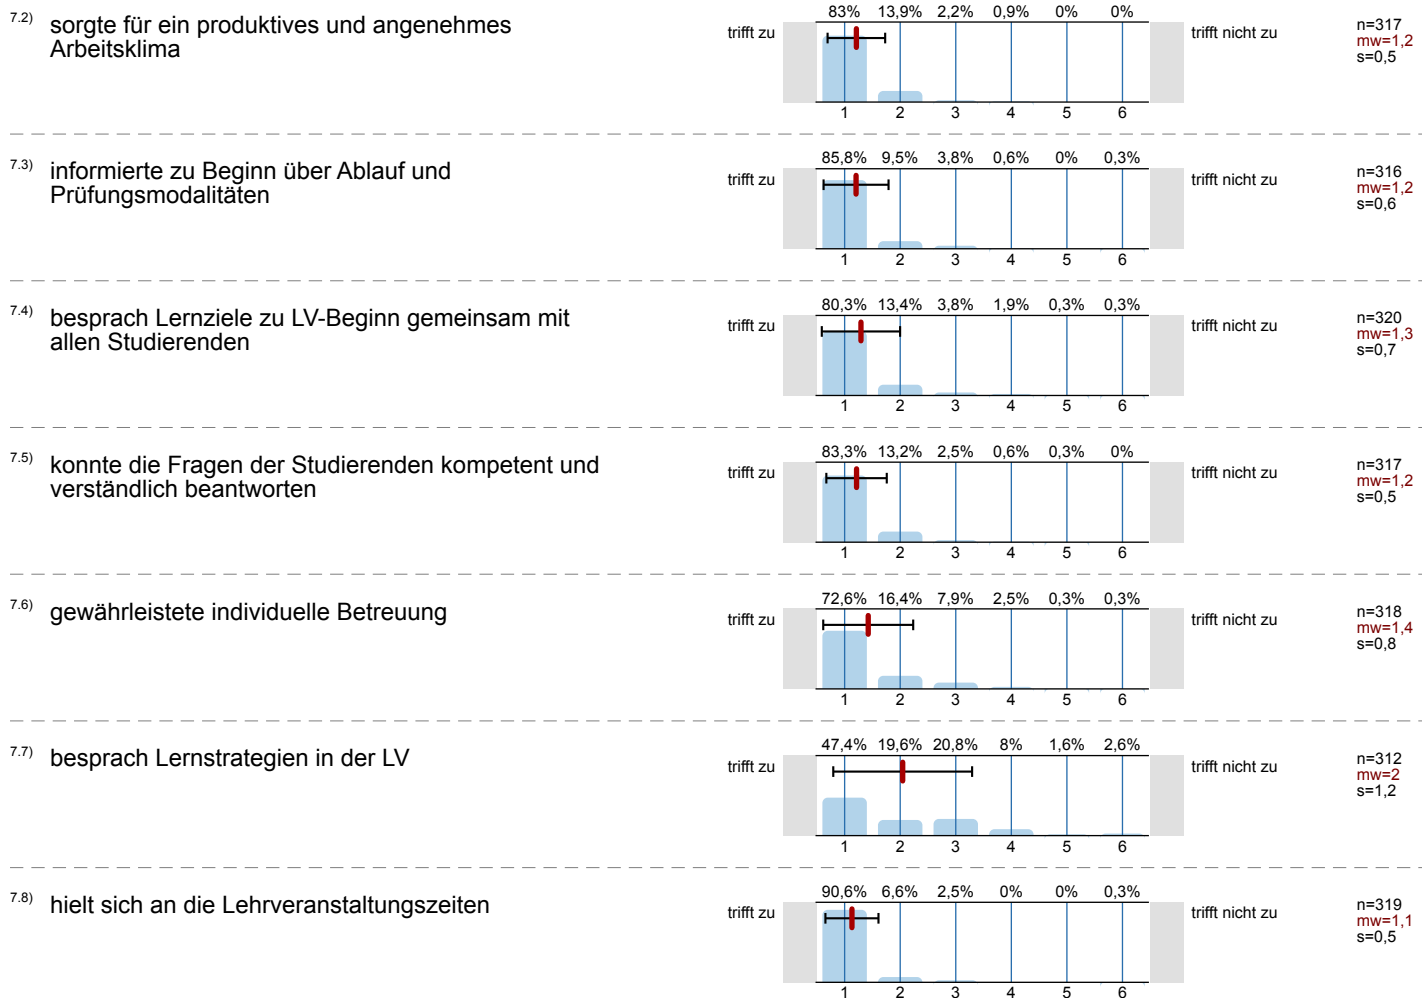 7.2) sorgte für ein produktives und angenehmes
Arbeitsklima
83% 13,9% 2,2% 0,9% 0% 0%
trifft zu
trifft nicht zu
n=317
mw=1,2
s=0,5
1 2 3 4 5 6
7.3) informierte zu Beginn über Ablauf und
Prüfungsmodalitäten
85,8% 9,5% 3,8% 0,6% 0% 0,3%
trifft zu
trifft nicht zu
n=316
mw=1,2
s=0,6
1 2 3 4 5 6
7.4) besprach Lernziele zu LV-Beginn gemeinsam mit
allen Studierenden
80,3% 13,4% 3,8% 1,9% 0,3% 0,3%
trifft zu
trifft nicht zu
n=320
mw=1,3
s=0,7
1 2 3 4 5 6
7.5) konnte die Fragen der Studierenden kompetent und
verständlich beantworten
83,3% 13,2% 2,5% 0,6% 0,3% 0%
trifft zu
trifft nicht zu
n=317
mw=1,2
s=0,5
1 2 3 4 5 6
7.6) gewährleistete individuelle Betreuung
72,6% 16,4% 7,9% 2,5% 0,3% 0,3%
trifft zu
trifft nicht zu
n=318
mw=1,4
s=0,8
1 2 3 4 5 6
7.7) besprach Lernstrategien in der LV
47,4% 19,6% 20,8% 8% 1,6% 2,6%
trifft zu
trifft nicht zu
n=312
mw=2
s=1,2
1 2 3 4 5 6
7.8) hielt sich an die Lehrveranstaltungszeiten
90,6% 6,6% 2,5% 0% 0% 0,3%
trifft zu
trifft nicht zu
n=319
mw=1,1
s=0,5
1 2 3 4 5 6